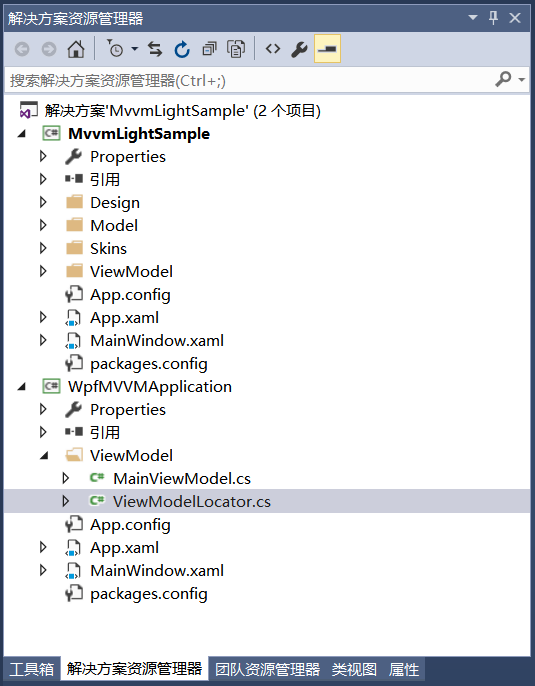 解决方案资源管理器
搜索解决方案资源管理器(Ctrl+;)
解决方案'MvvmLightSample' (2 个项目)
C# MvvmLightSample
Properties
引用
Design
Model
Skins
ViewModel
App.config
App.xaml
MainWindow.xaml
packages.config
C# WpfMVVMApplication
Properties
引用
ViewModel
C# MainViewModel.cs
C# ViewModelLocator.cs
App.config
App.xaml
MainWindow.xaml
packages.config
工具箱 解决方案资源管理器 团队资源管理器 类视图 属性